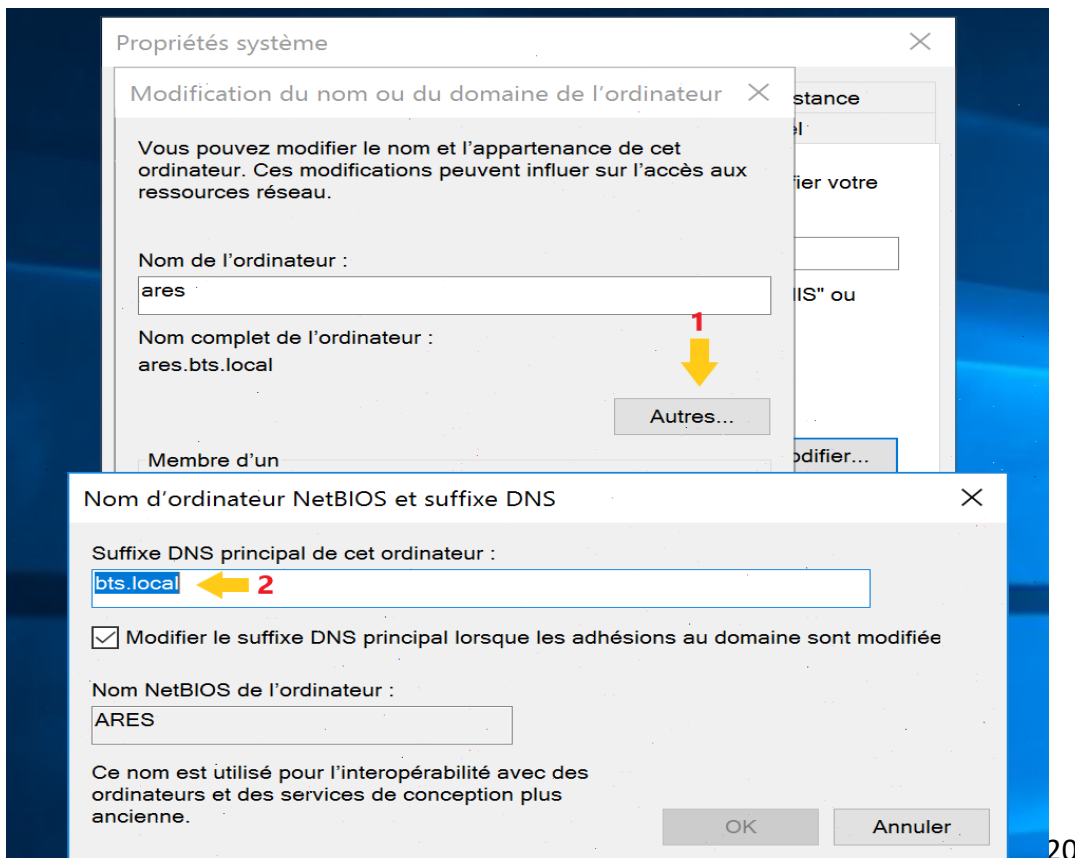 Propriétés système
Modification du nom ou du domaine de l'ordinateur
stance
el
Vous pouvez modifier le nom et l'appartenance de cet
ordinateur. Ces modifications peuvent influer sur l'accès aux
ressources réseau.
fier votre
Nom de l'ordinateur :
ares
IIS" ou
Nom complet de l'ordinateur :
1
ares.bts.local
Autres...
Membre d'un
odifier...
Nom d'ordinateur NetBIOS et suffixe DNS
Suffixe DNS principal de cet ordinateur :
bts.local 2
Modifier le suffixe DNS principal lorsque les adhésions au domaine sont modifiée
Nom NetBIOS de l'ordinateur :
ARES
Ce nom est utilisé pour l'interopérabilité avec des
ordinateurs et des services de conception plus
ancienne.
OK Annuler
20